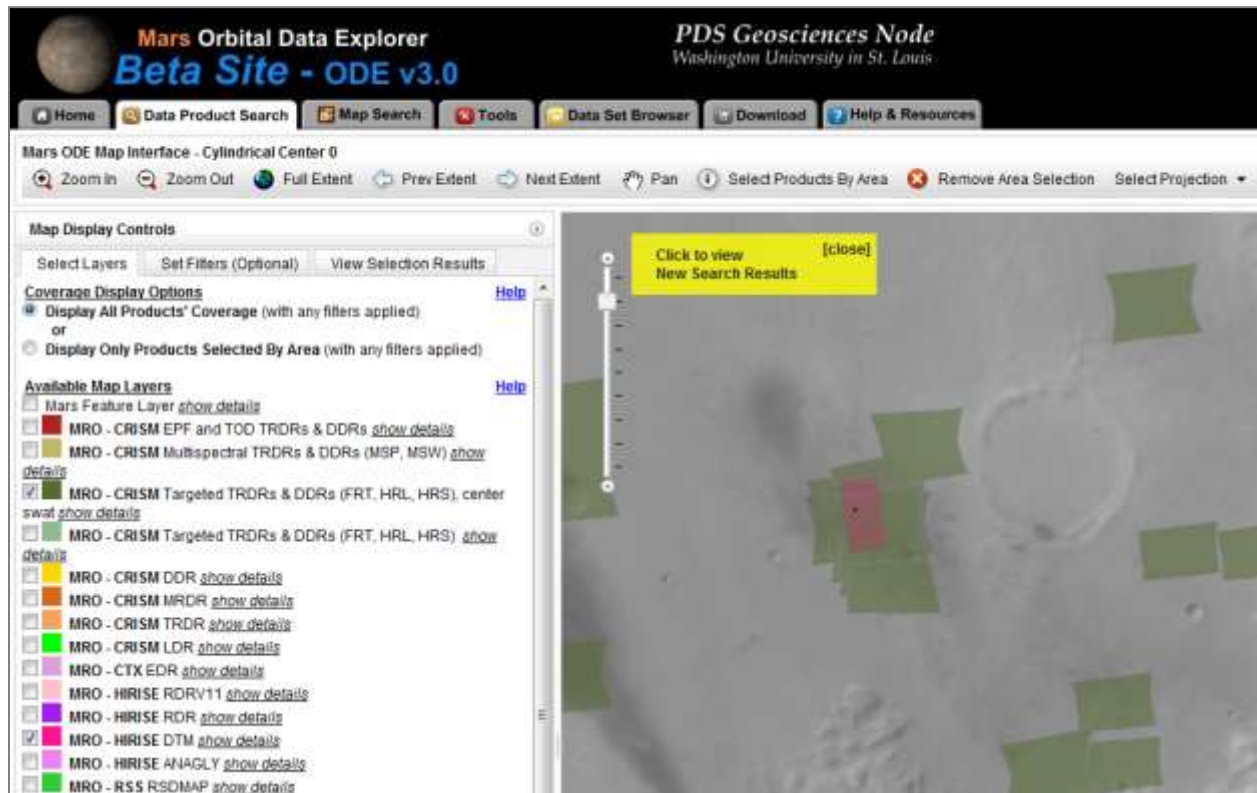 Mars Orbital Data Explorer
Beta Site - ODE v3.0
PDS Geosciences Node
Washington University in St. Louis
Home Data Product Search Map Search Tools Data Set Browser Download Help & Resources
Mars ODE Map Interface - Cylindrical Center 0
Zoom In Zoom Out Full Extent Prev Extent Next Extent Pan Select Products By Area Remove Area Selection Select Projection
Map Display Controls
Select Layers Set Filters (Optional) View Selection Results
Coverage Display Options Help
Display All Products' Coverage (with any filters applied)
or
Display Only Products Selected By Area (with any filters applied)
Available Map Layers Help
Mars Feature Layer show details
MRO - CRISM EPF and TOD TRDRs & DDRs show details
MRO - CRISM Multispectral TRDRs & DDRs (MSP, MSW) show
details
MRO - CRISM Targeted TRDRs & DDRs (FRT, HRL, HRS), center
swat show details
MRO - CRISM Targeted TRDRs & DDRs (FRT, HRL, HRS) show
details
MRO - CRISM DDR show details
MRO - CRISM MRDR show details
MRO - CRISM TRDR show details
MRO - CRISM LDR show details
MRO - CTX EDR show details
MRO - HIRISE RDRV11 show details
MRO - HIRISE RDR show details
MRO - HIRISE DTM show details
MRO - HIRISE ANAGLY show details
MRO - RSS RSDMAP show details
Click to view [close]
New Search Results